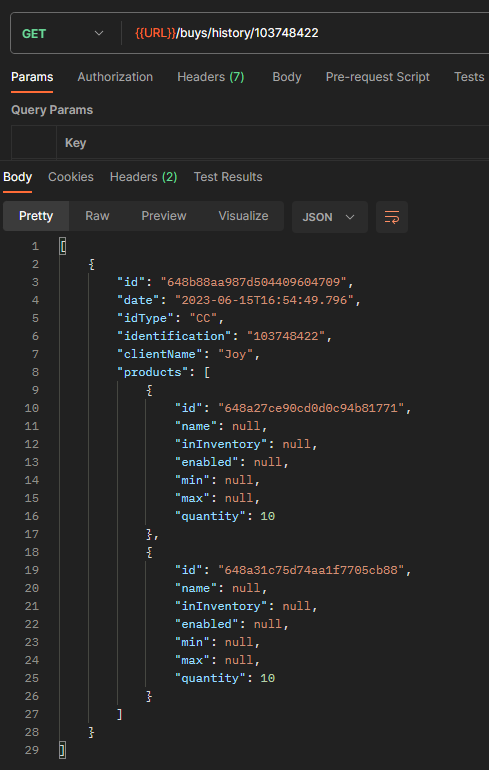 GET {{URL}}/buys/history/103748422
Params Authorization Headers (7) Body Pre-request Script Tests
Query Params
Key
Body Cookies Headers (2) Test Results
Pretty Raw Preview Visualize JSON
1 [
2 {
3 "id": "648b88aa987d504409604709",
4 "date": "2023-06-15T16:54:49.796",
5 "idType": "CC",
6 "identification": "103748422",
7 "clientName": "Joy",
8 "products": [
9 {
10 "id": "648a27ce90cd0d0c94b81771",
11 "name": null,
12 "inInventory": null,
13 "enabled": null,
14 "min": null,
15 "max": null,
16 "quantity": 10
17 },
18 {
19 "id": "648a31c75d74aa1f7705cb88",
20 "name": null,
21 "inInventory": null,
22 "enabled": null,
23 "min": null,
24 "max": null,
25 "quantity": 10
26 }
27 ]
28 }
29 ]